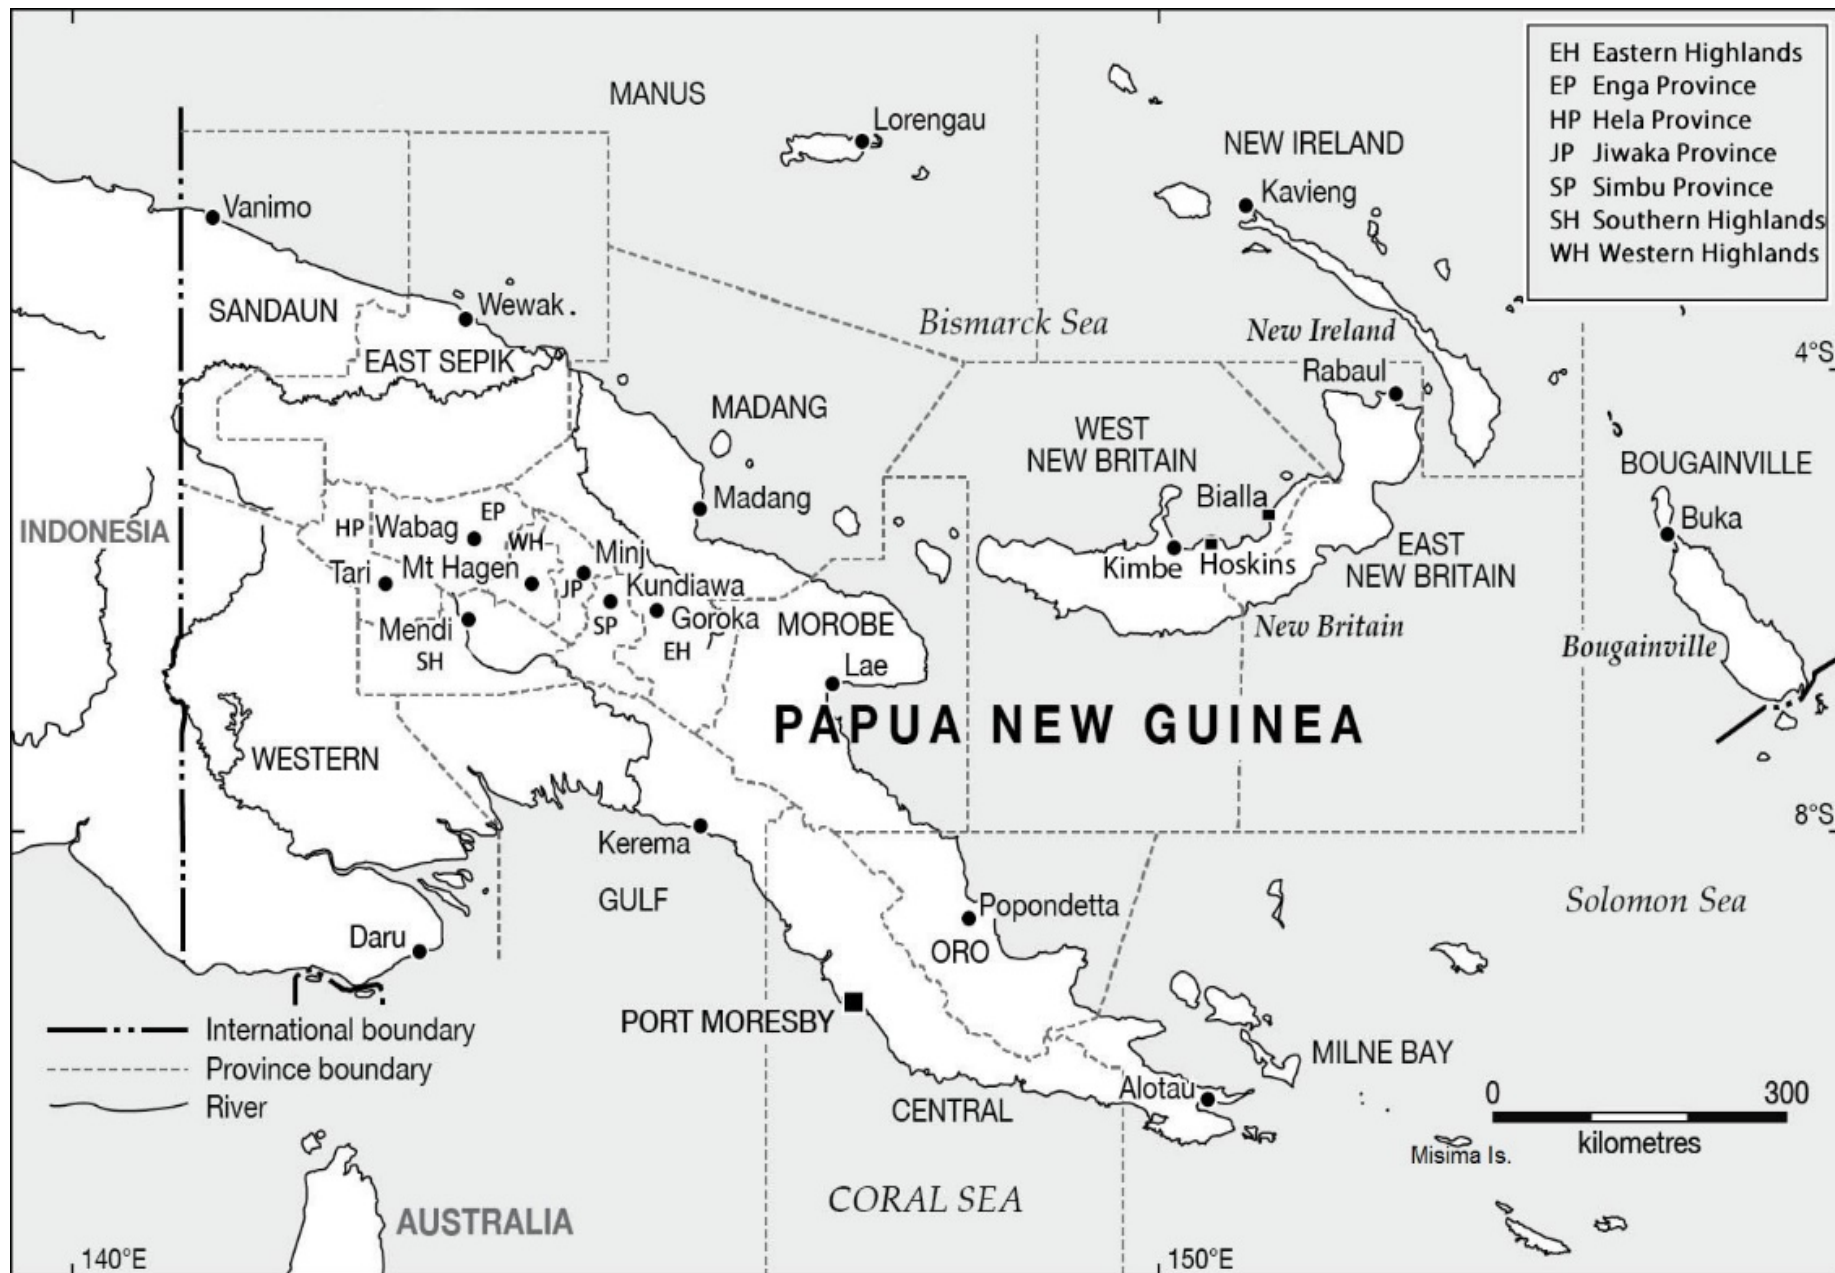 EH Eastern Highlands
EP Enga Province
HP Hela Province
JP Jiwaka Province
SP Simbu Province
SH Southern Highlands
WH Western Highlands
MANUS
Lorengau
NEW IRELAND
Kavieng
Vanimo
SANDAUN
Wewak
Bismarck Sea
New Ireland
EAST SEPIK
4°S
Rabaul
MADANG
WEST
NEW BRITAIN
BOUGAINVILLE
Madang
Bialla
Buka
INDONESIA
HP
Wabag
EP
WH
Minj
EAST
NEW BRITAIN
Kimbe
Hoskins
Tari
Mt Hagen
JP
Kundiawa
Goroka
Mendi
SH
SP
EH
MOROBE
New Britain
Bougainville
Lae
PAPUA NEW GUINEA
WESTERN
8°S
Kerema
GULF
Popondetta
Solomon Sea
Daru
ORO
PORT MORESBY
International boundary
Province boundary
River
MILNE BAY
Alotau
CENTRAL
0 300
kilometres
Misima Is.
CORAL SEA
AUSTRALIA
140°E
150°E